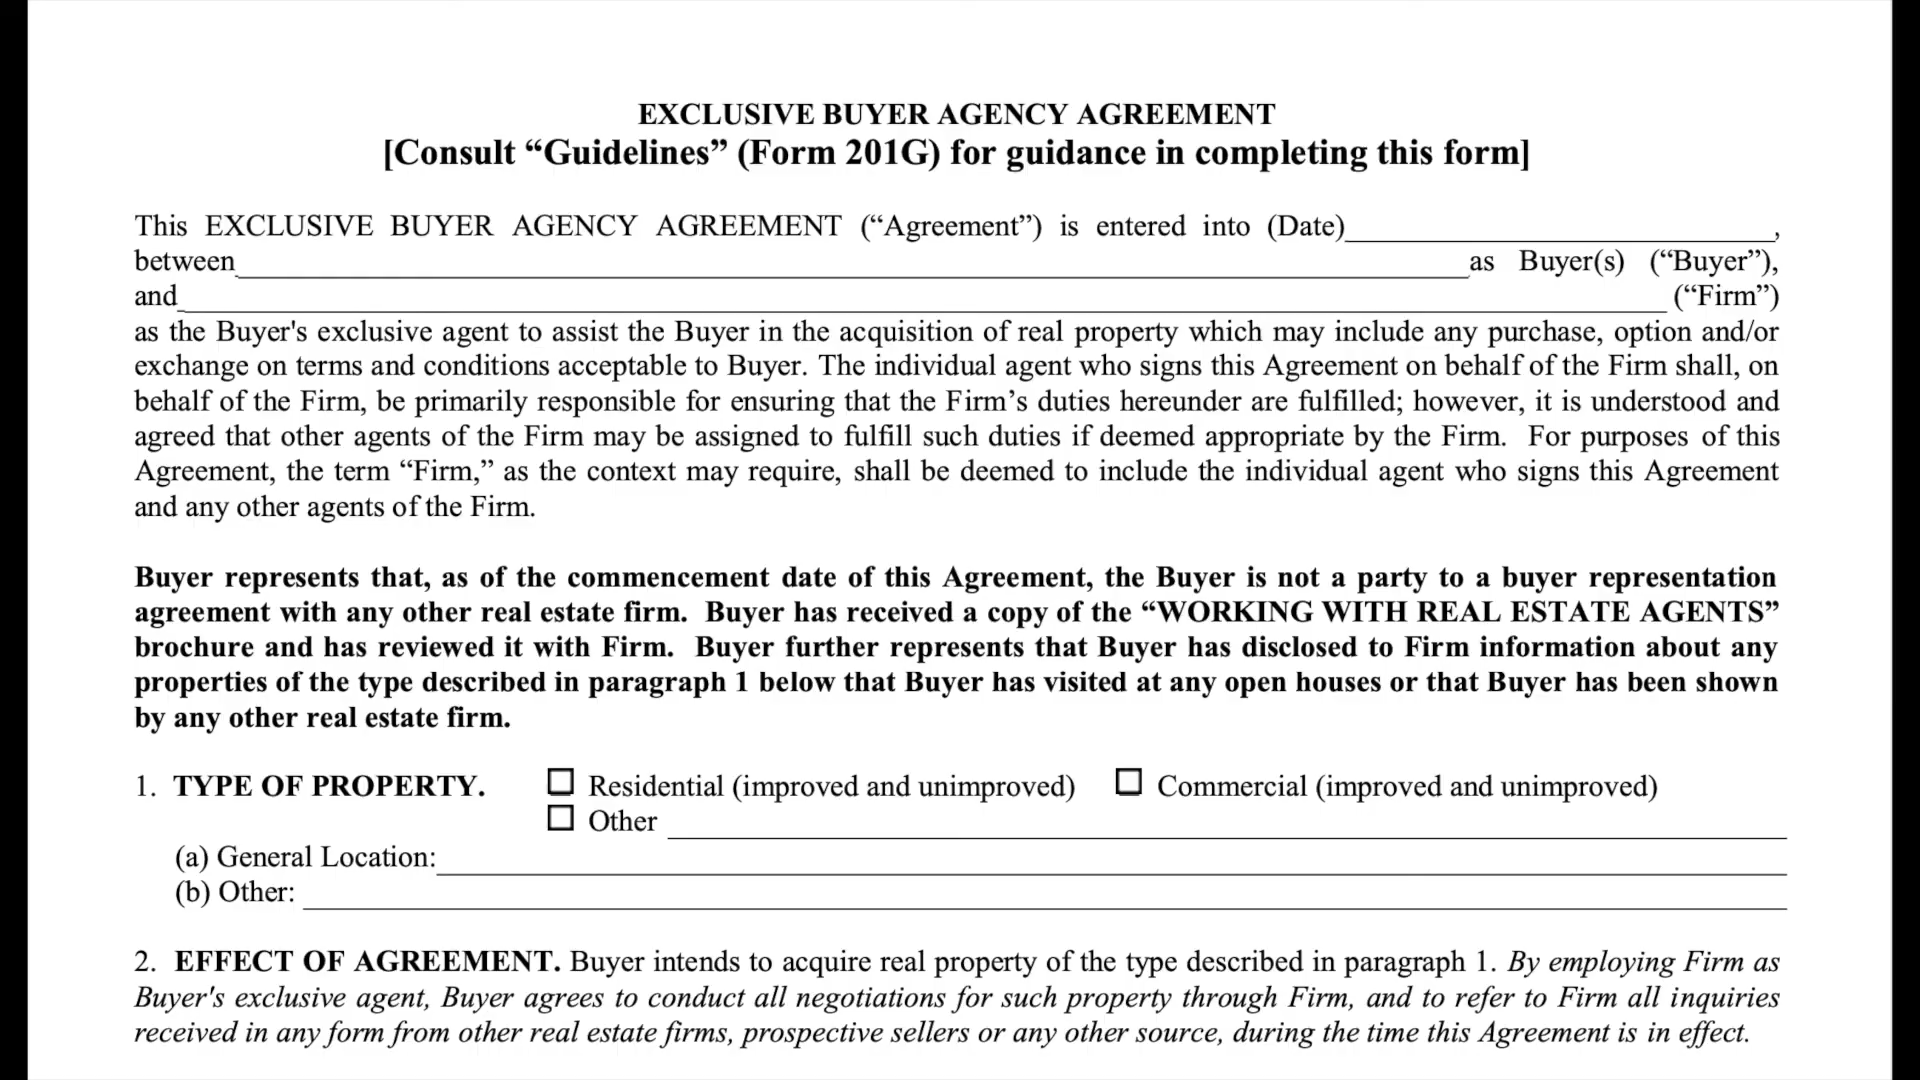 EXCLUSIVE BUYER AGENCY AGREEMENT
[Consult “Guidelines” (Form 201G) for guidance in completing this form]
This EXCLUSIVE BUYER AGENCY AGREEMENT (“Agreement”) is entered into (Date)____________________,
between____________________as Buyer(s) (“Buyer”),
and____________________ (“Firm”)
as the Buyer's exclusive agent to assist the Buyer in the acquisition of real property which may include any purchase, option and/or
exchange on terms and conditions acceptable to Buyer. The individual agent who signs this Agreement on behalf of the Firm shall, on
behalf of the Firm, be primarily responsible for ensuring that the Firm’s duties hereunder are fulfilled; however, it is understood and
agreed that other agents of the Firm may be assigned to fulfill such duties if deemed appropriate by the Firm. For purposes of this
Agreement, the term “Firm,” as the context may require, shall be deemed to include the individual agent who signs this Agreement
and any other agents of the Firm.
Buyer represents that, as of the commencement date of this Agreement, the Buyer is not a party to a buyer representation
agreement with any other real estate firm. Buyer has received a copy of the “WORKING WITH REAL ESTATE AGENTS”
brochure and has reviewed it with Firm. Buyer further represents that Buyer has disclosed to Firm information about any
properties of the type described in paragraph 1 below that Buyer has visited at any open houses or that Buyer has been shown
by any other real estate firm.
1. TYPE OF PROPERTY. ☐ Residential (improved and unimproved) ☐ Commercial (improved and unimproved)
☐ Other ____________________
(a) General Location:____________________
(b) Other: ____________________
2. EFFECT OF AGREEMENT. Buyer intends to acquire real property of the type described in paragraph 1. By employing Firm as
Buyer's exclusive agent, Buyer agrees to conduct all negotiations for such property through Firm, and to refer to Firm all inquiries
received in any form from other real estate firms, prospective sellers or any other source, during the time this Agreement is in effect.